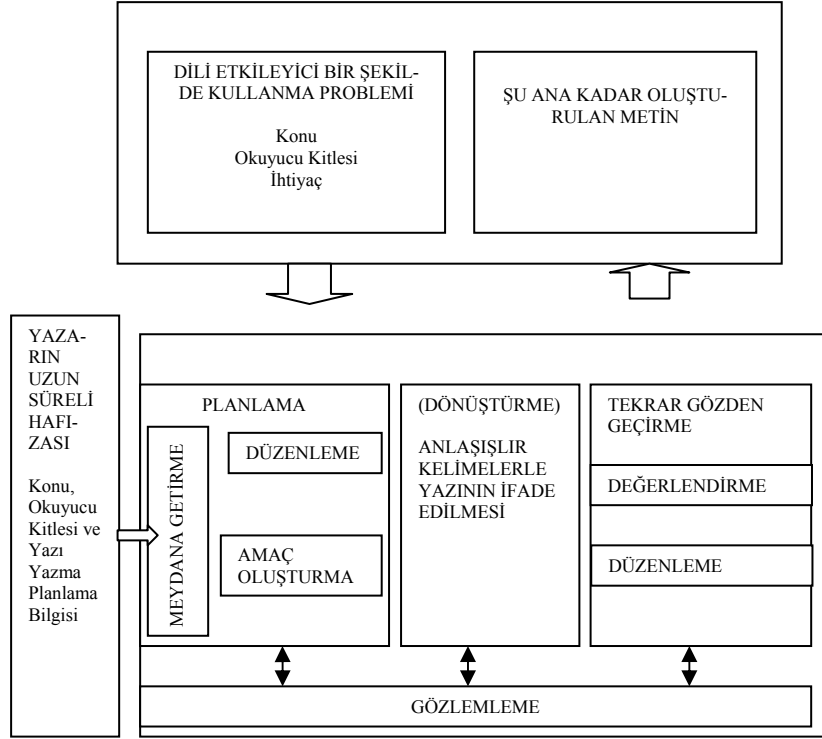 DİLİ ETKİLEYİCİ BİR ŞEKİL-
DE KULLANMA PROBLEMİ
Konu
Okuyucu Kitlesi
İhtiyaç
ŞU ANA KADAR OLUŞTU-
RULAN METİN
YAZA-
RIN
UZUN
SÜRELİ
HAFI-
ZASI
Konu,
Okuyucu
Kitlesi ve
Yazı
Yazma
Planlama
Bilgisi
PLANLAMA
MEYDANA GETİRME
DÜZENLEME
AMAÇ
OLUŞTURMA
(DÖNÜŞTÜRME)
ANLAŞIŞLIR
KELİMELERLE
YAZININ İFADE
EDİLMESİ
TEKRAR GÖZDEN
GEÇİRME
DEĞERLENDİRME
DÜZENLEME
GÖZLEMLEME